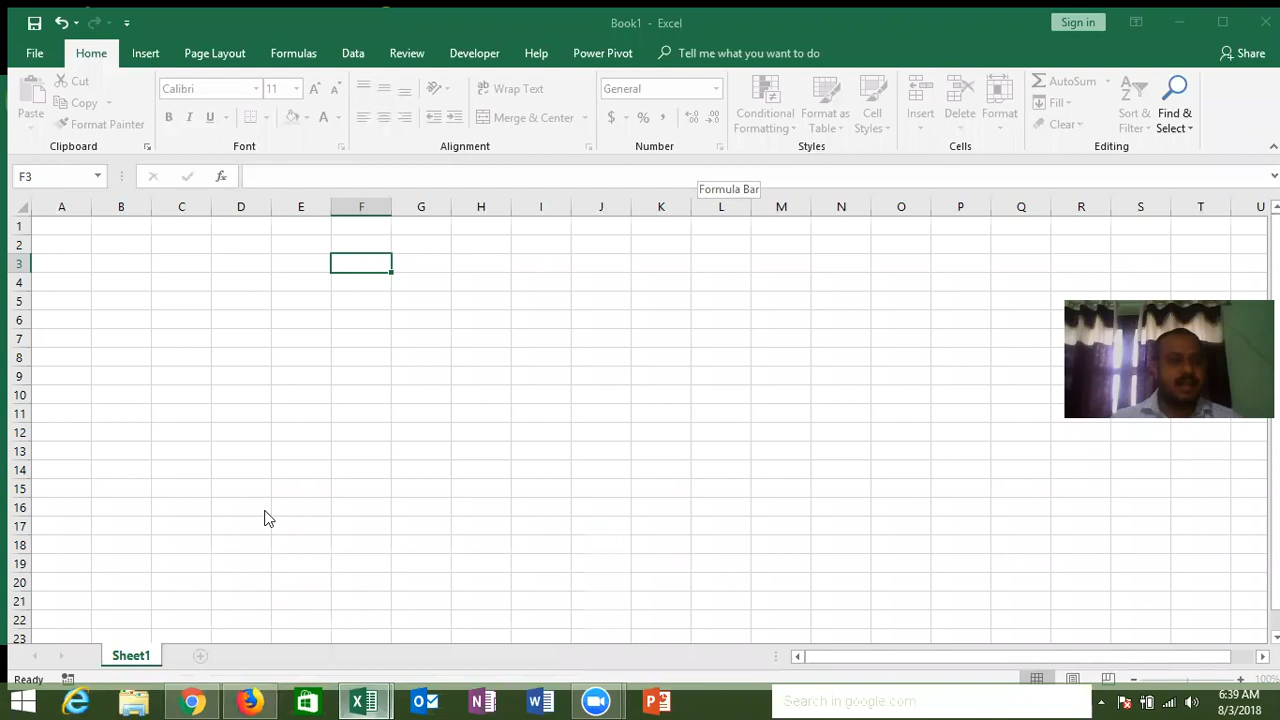 Book1 - Excel
Sign in
File Home Insert Page Layout Formulas Data Review Developer Help Power Pivot Tell me what you want to do Share
Paste
Cut
Copy
Format Painter
Clipboard
Calibri 11
B I U A
Font
Wrap Text
Merge & Center
Alignment
General
$ % ,
Number
Conditional Formatting
Format as Table
Cell Styles
Styles
Insert Delete Format
Cells
AutoSum
Fill
Clear
Sort & Filter
Find & Select
Editing
F3
fx
Formula Bar
A B C D E F G H I J K L M N O P Q R S T U
1
2
3
4
5
6
7
8
9
10
11
12
13
14
15
16
17
18
19
20
21
22
23
Sheet1
Ready
100%
Search in google.com
6:39 AM
8/3/2018